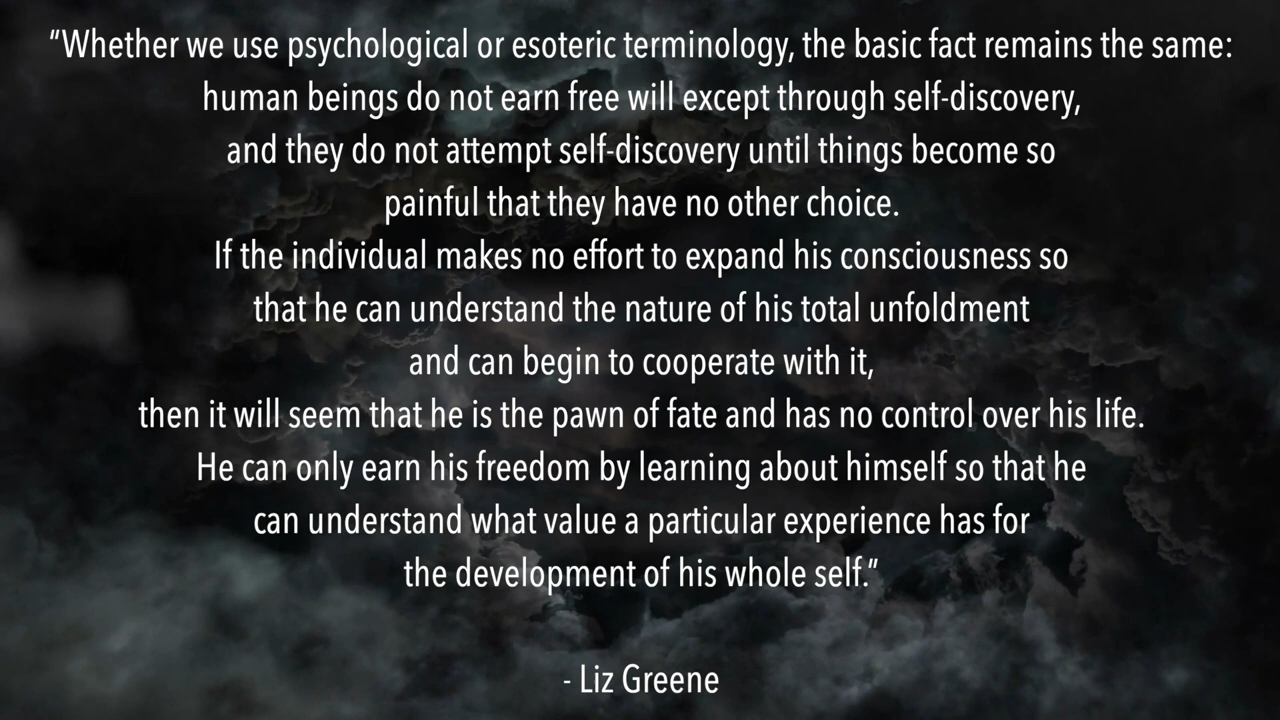 “Whether we use psychological or esoteric terminology, the basic fact remains the same:
human beings do not earn free will except through self-discovery,
and they do not attempt self-discovery until things become so
painful that they have no other choice.
If the individual makes no effort to expand his consciousness so
that he can understand the nature of his total unfoldment
and can begin to cooperate with it,
then it will seem that he is the pawn of fate and has no control over his life.
He can only earn his freedom by learning about himself so that he
can understand what value a particular experience has for
the development of his whole self.”
- Liz Greene